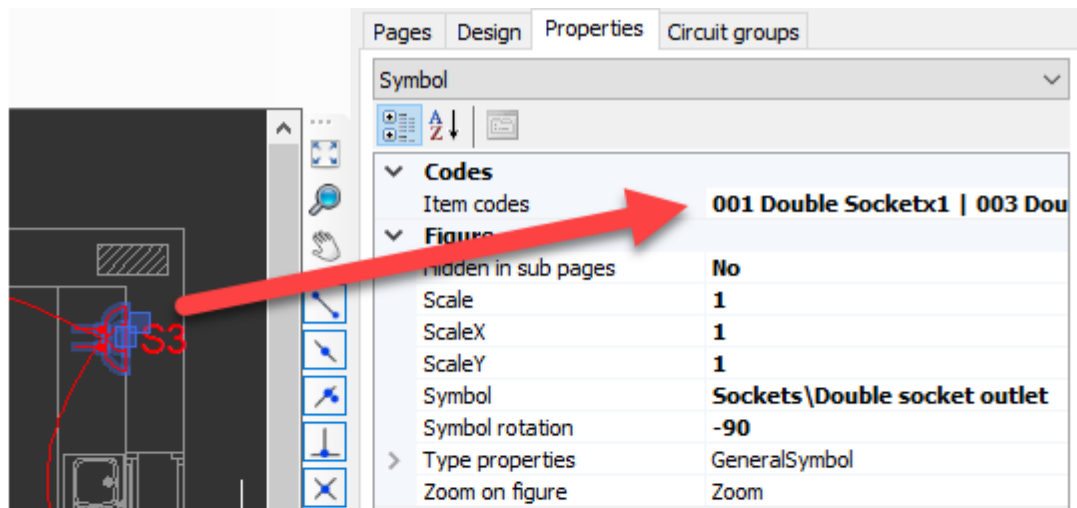 Pages Design Properties Circuit groups
Symbol
A
Z
Codes
Item codes 001 Double Socketx1 | 003 Dou
Figure
Hidden in sub pages No
Scale 1
ScaleX 1
ScaleY 1
Symbol Sockets\Double socket outlet
Symbol rotation -90
Type properties GeneralSymbol
Zoom on figure Zoom
S3